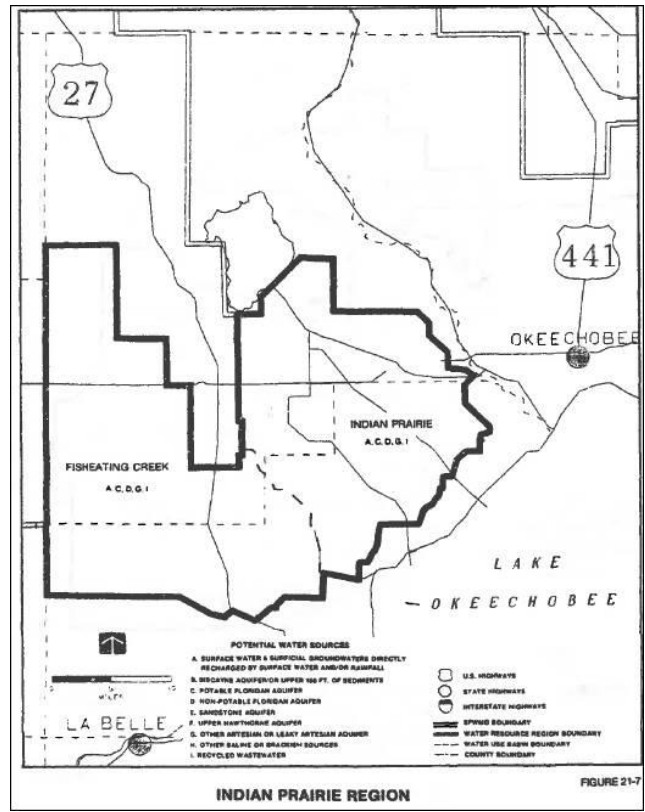 27
441
OKEECHOBEE
INDIAN PRAIRIE
A, C, D, G, I
FISHEATING CREEK
A, C, D, G, I
LAKE
OKEECHOBEE
POTENTIAL WATER SOURCES
A. SURFACE WATER & SURFICIAL GROUNDWATERS DIRECTLY
RECHARGED BY SURFACE WATER AND/OR RAINFALL
B. BISCAYNE AQUIFER/OR UPPER 100 FT. OF SEDIMENTS
C. POTABLE FLORIDAN AQUIFER
D. NON-POTABLE FLORIDAN AQUIFER
E. SANDSTONE AQUIFER
F. UPPER HAWTHORNE AQUIFER
G. OTHER ARTESIAN OR LEAKY ARTESIAN AQUIFER
H. OTHER SALINE OR BRACKISH SOURCES
I. RECYCLED WASTEWATER
MILES
LA BELLE
U.S. HIGHWAYS
STATE HIGHWAYS
INTERSTATE HIGHWAYS
SFWMD BOUNDARY
WATER RESOURCE REGION BOUNDARY
WATER USE BASIN BOUNDARY
COUNTY BOUNDARY
FIGURE 21-7
INDIAN PRAIRIE REGION